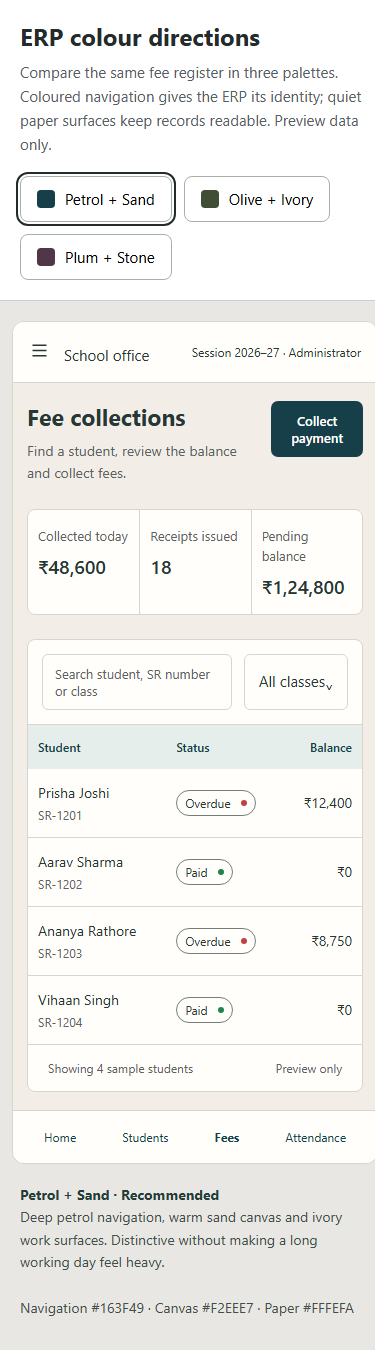 ERP colour directions
Compare the same fee register in three palettes.
Coloured navigation gives the ERP its identity; quiet
paper surfaces keep records readable. Preview data
only.
Petrol + Sand
Olive + Ivory
Plum + Stone
School office
Session 2026–27 · Administrator
Fee collections
Find a student, review the balance
and collect fees.
Collect
payment
Collected today
₹48,600
Receipts issued
18
Pending
balance
₹1,24,800
Search student, SR number
or class
All classes
Student Status Balance
Prisha Joshi
SR-1201
Overdue
₹12,400
Aarav Sharma
SR-1202
Paid
₹0
Ananya Rathore
SR-1203
Overdue
₹8,750
Vihaan Singh
SR-1204
Paid
₹0
Showing 4 sample students
Preview only
Home Students Fees Attendance
Petrol + Sand · Recommended
Deep petrol navigation, warm sand canvas and ivory
work surfaces. Distinctive without making a long
working day feel heavy.
Navigation #163F49 · Canvas #F2EEE7 · Paper #FFFEFA